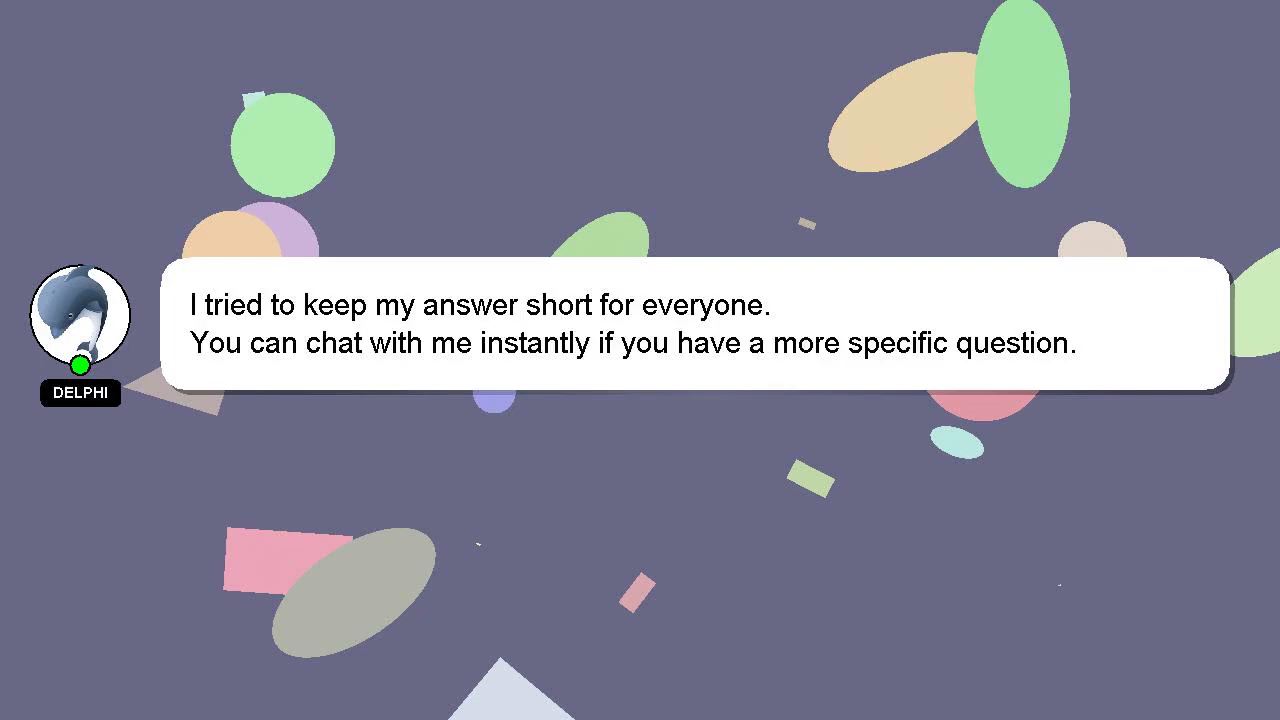 I tried to keep my answer short for everyone.
You can chat with me instantly if you have a more specific question.
DELPHI